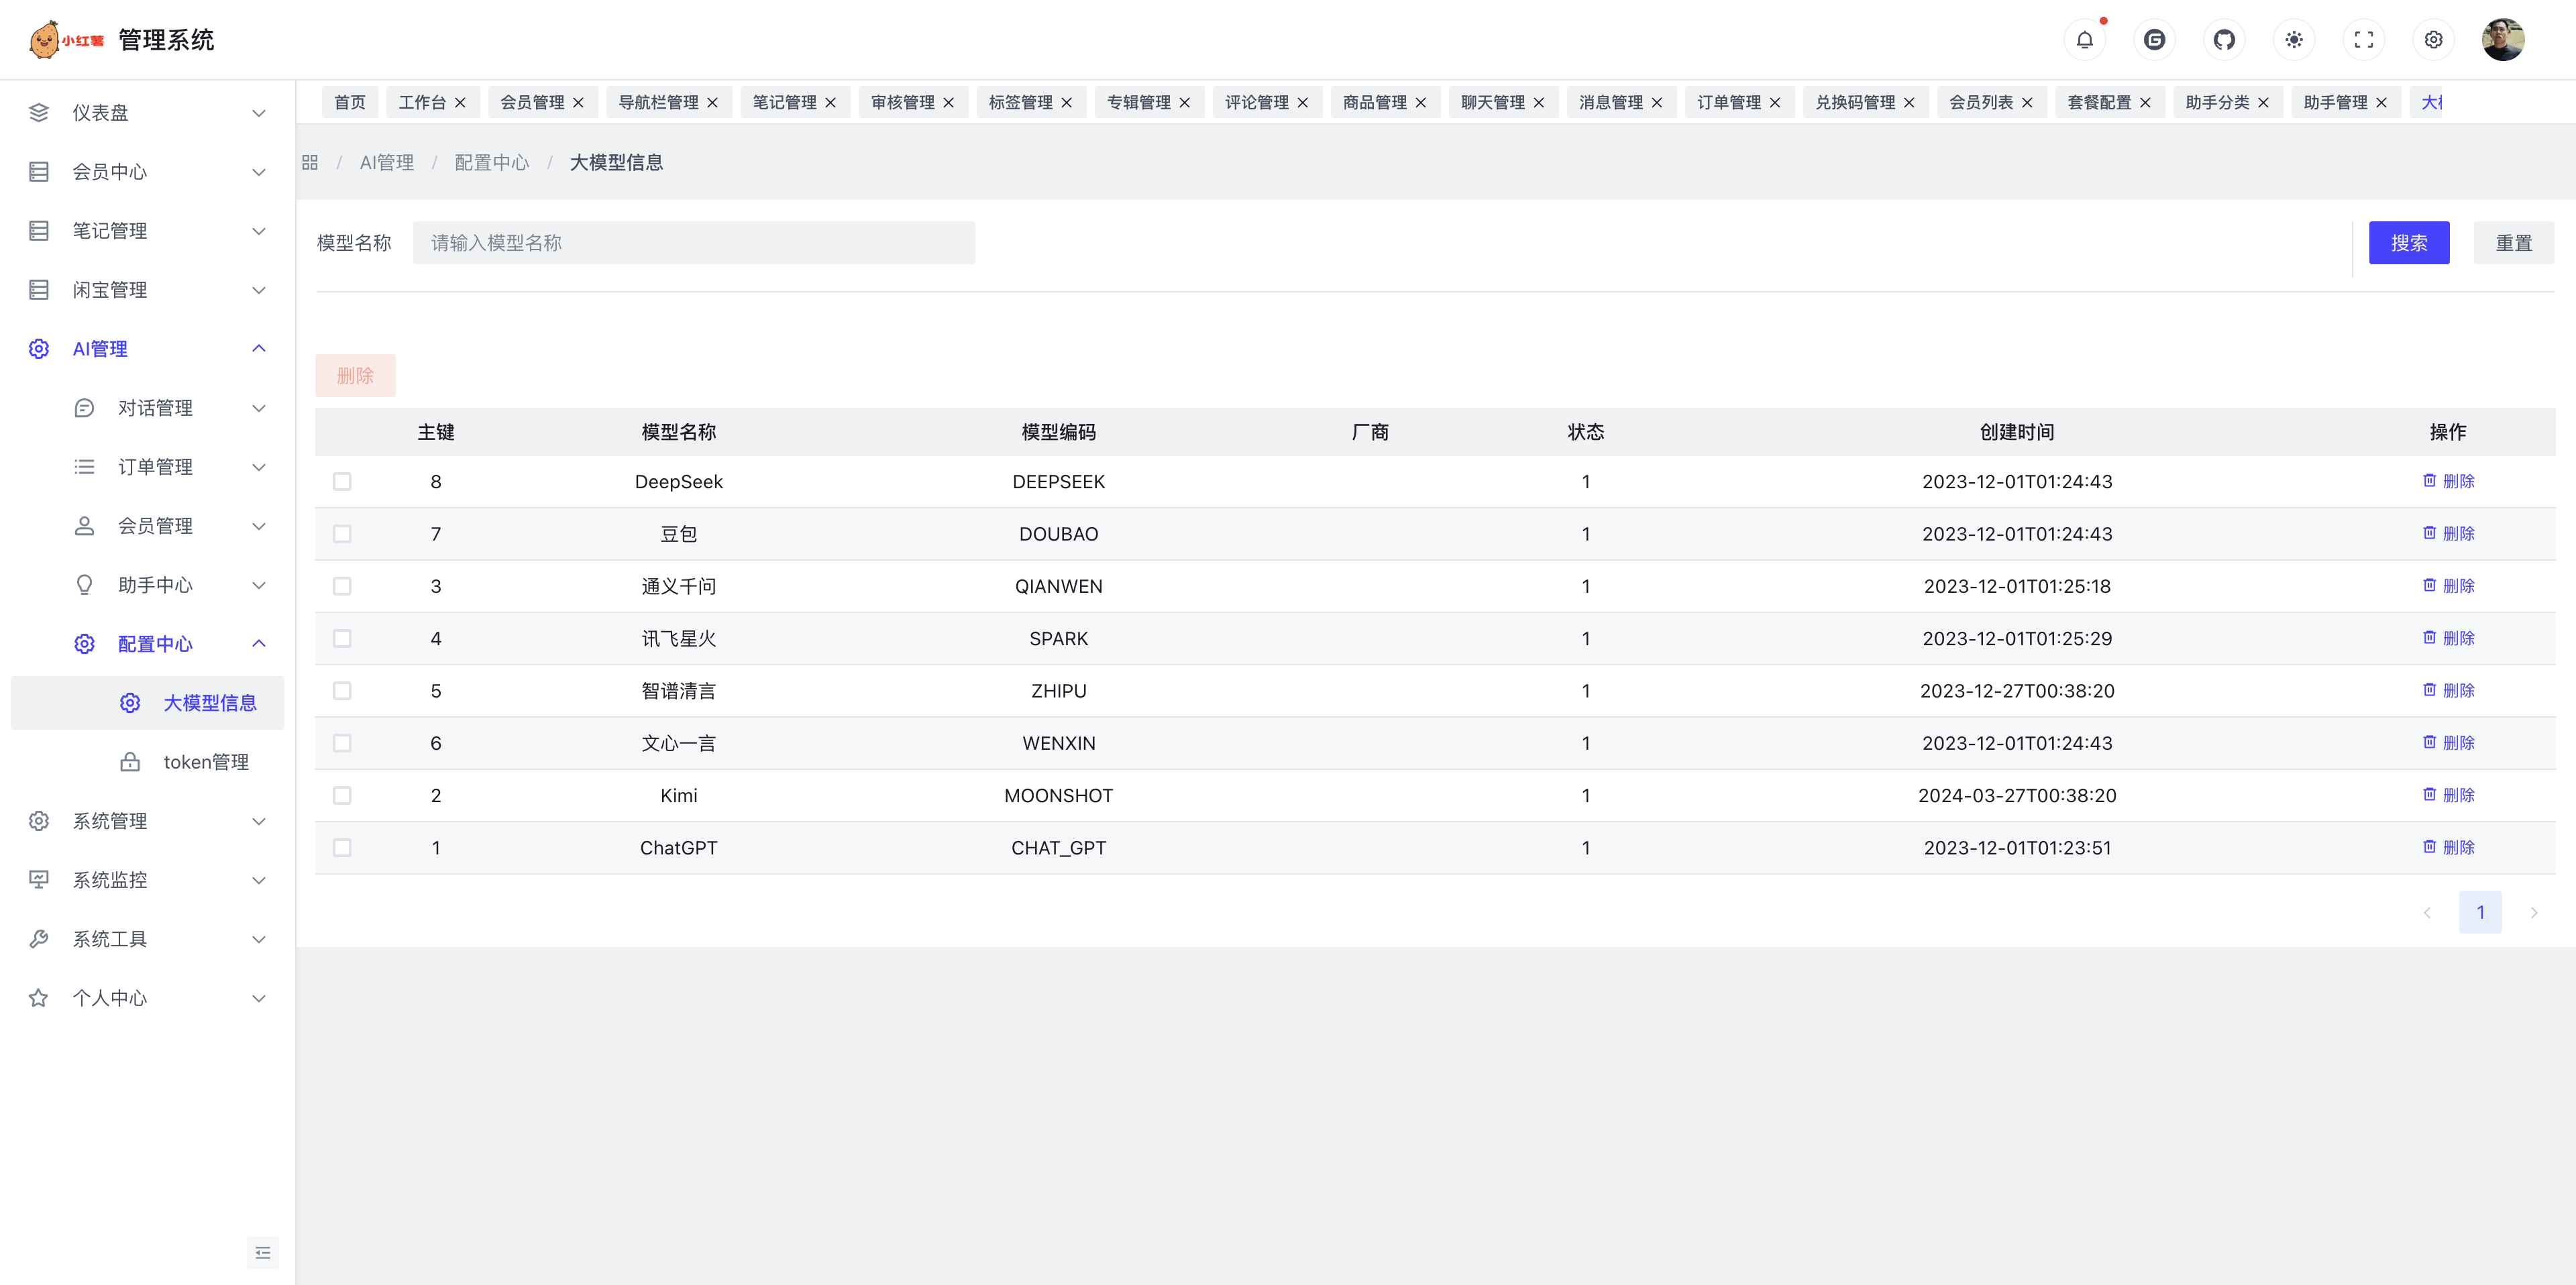 小红薯 管理系统
首页 工作台 会员管理 导航栏管理 笔记管理 审核管理 标签管理 专辑管理 评论管理 商品管理 聊天管理 消息管理 订单管理 兑换码管理 会员列表 套餐配置 助手分类 助手管理 大
仪表盘
会员中心
笔记管理
闲宝管理
AI管理
对话管理
订单管理
会员管理
助手中心
配置中心
大模型信息
token管理
系统管理
系统监控
系统工具
个人中心
/ AI管理 / 配置中心 / 大模型信息
模型名称 请输入模型名称 搜索 重置
删除
主键 模型名称 模型编码 厂商 状态 创建时间 操作
8 DeepSeek DEEPSEEK 1 2023-12-01T01:24:43 删除
7 豆包 DOUBAO 1 2023-12-01T01:24:43 删除
3 通义千问 QIANWEN 1 2023-12-01T01:25:18 删除
4 讯飞星火 SPARK 1 2023-12-01T01:25:29 删除
5 智谱清言 ZHIPU 1 2023-12-27T00:38:20 删除
6 文心一言 WENXIN 1 2023-12-01T01:24:43 删除
2 Kimi MOONSHOT 1 2024-03-27T00:38:20 删除
1 ChatGPT CHAT_GPT 1 2023-12-01T01:23:51 删除
1